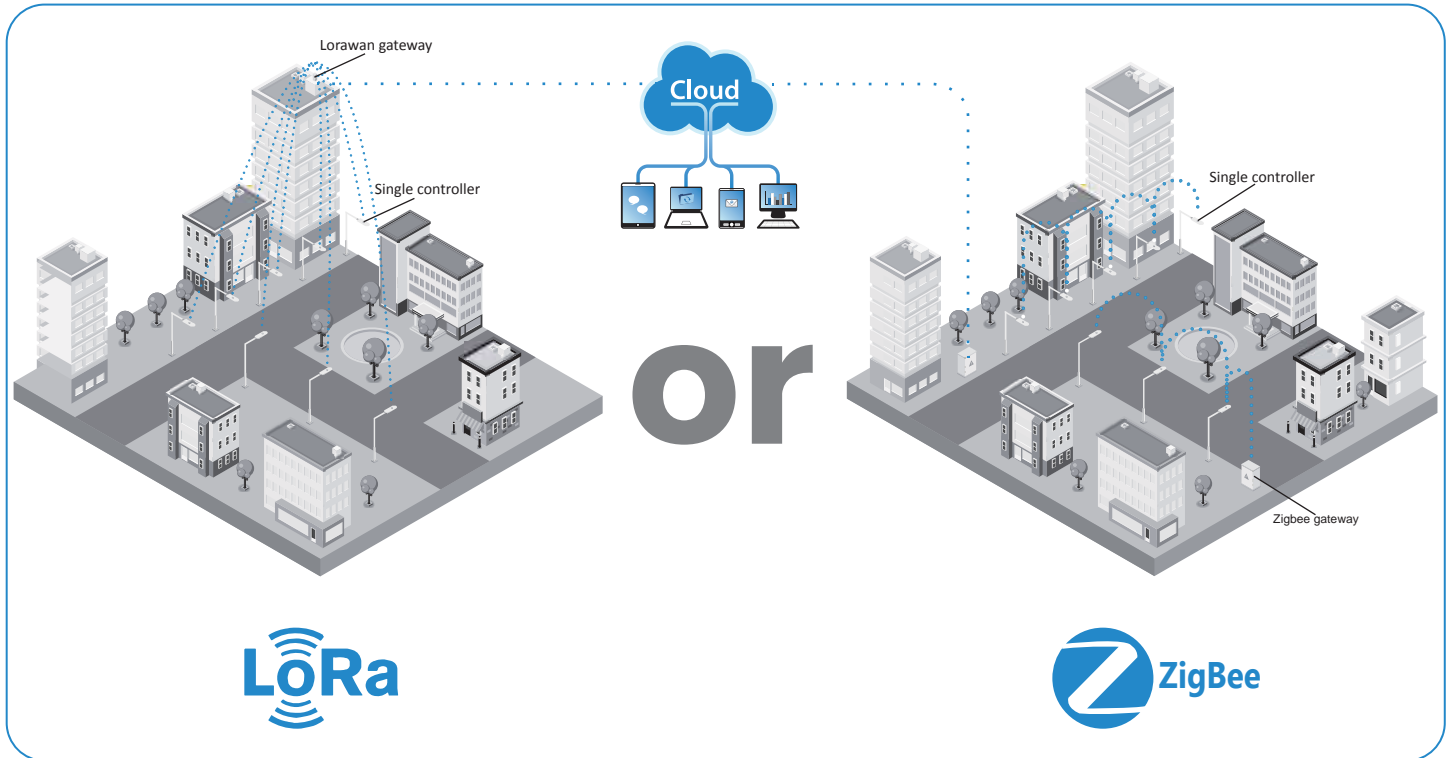 Lorawan gateway
Cloud
Single controller
Single controller
or
Zigbee gateway
LoRa
ZigBee